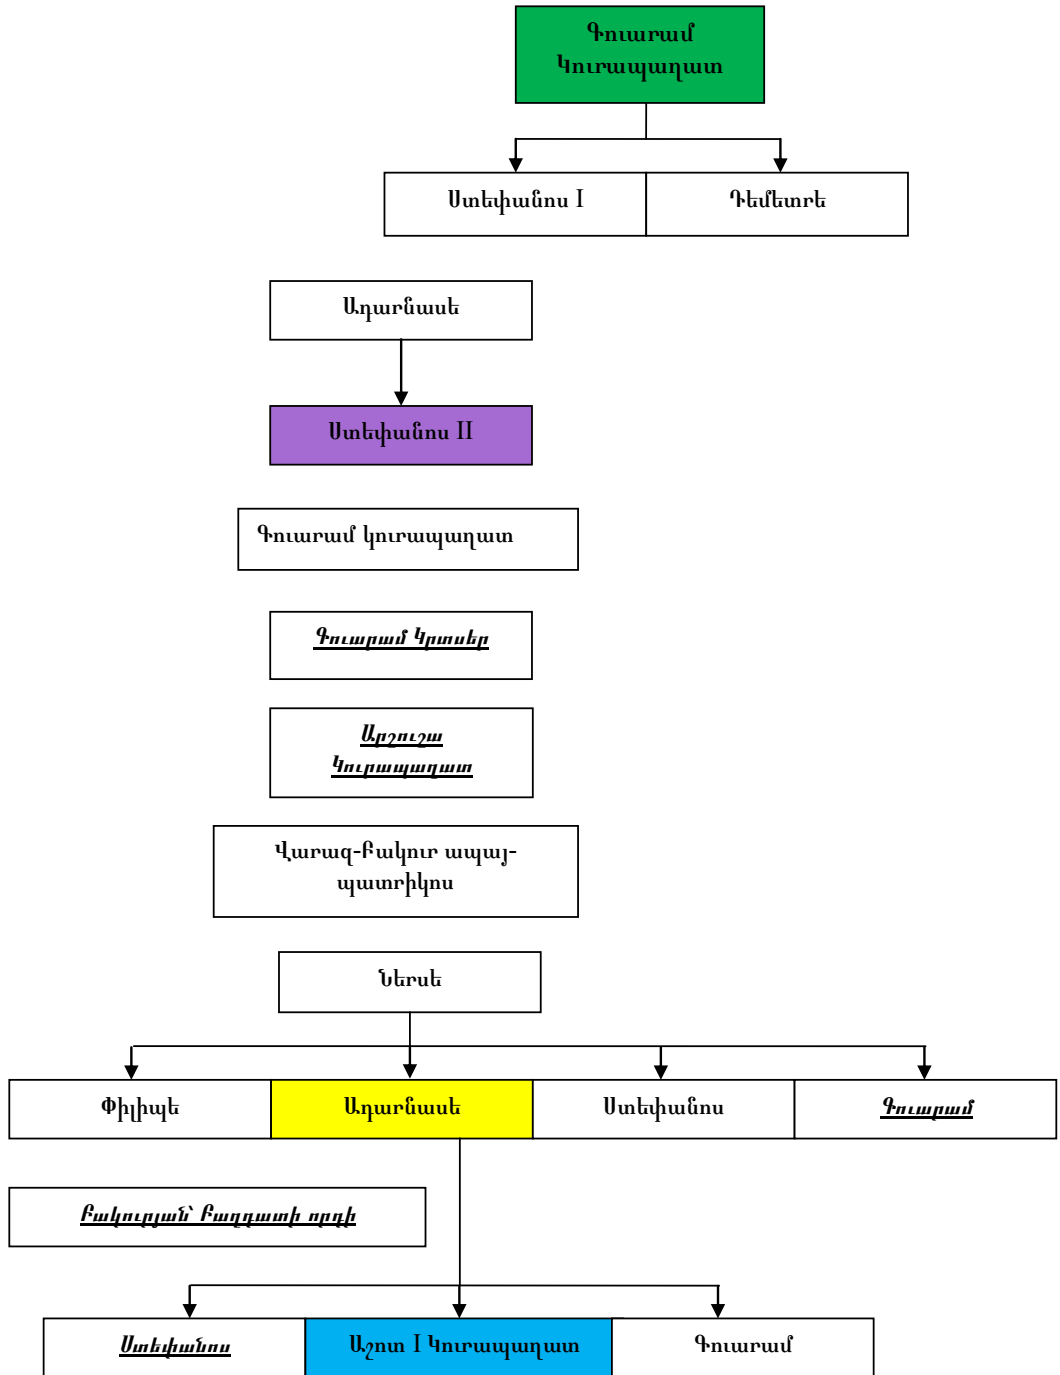 Գուարամ
Կուրապաղատ
Ստեփանոս I
Դեմետրե
Ադարնասե
Ստեփանոս II
Գուարամ կուրապաղատ
Գուարամ Կրտսեր
Արշուշա
Կուրապաղատ
Վարազ-Բակուր ապայ-
պատրիկոս
Ներսե
Փիլիպե
Ադարնասե
Ստեփանոս
Գուարամ
Բակուրյան՝ Բաղդատի որդի
Ստեփանոս
Աշոտ I Կուրապաղատ
Գուարամ